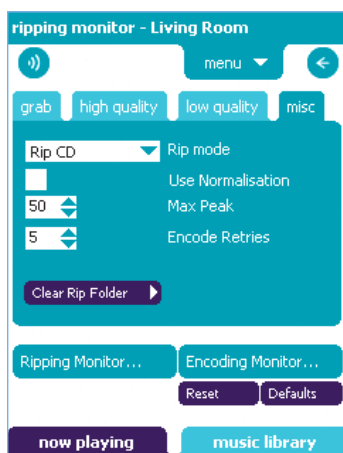 ripping monitor - Living Room
menu
grab high quality low quality misc
Rip CD Rip mode
Use Normalisation
50 Max Peak
5 Encode Retries
Clear Rip Folder
Ripping Monitor... Encoding Monitor...
Reset Defaults
now playing music library